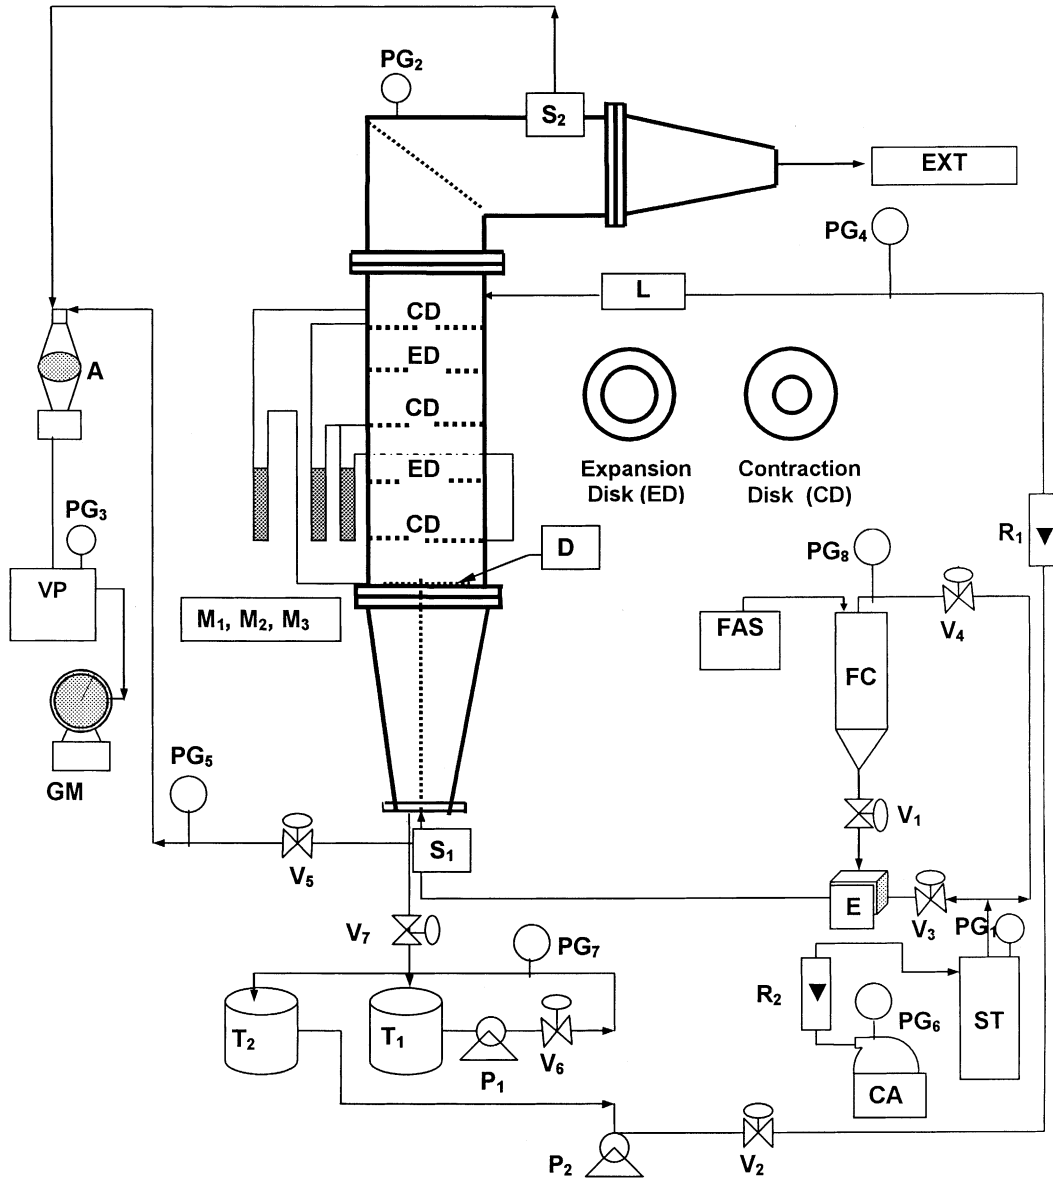 PG₂
S₂
EXT
PG₄
L
CD
ED
A
CD
ED
Expansion
Disk (ED)
Contraction
Disk (CD)
PG₃
R₁
CD
D
PG₈
VP
M₁, M₂, M₃
FAS
V₄
FC
PG₅
GM
V₁
S₁
V₅
E
V₃
PG₁
V₇
PG₇
R₂
T₂
T₁
V₆
PG₆
ST
P₁
CA
P₂
V₂